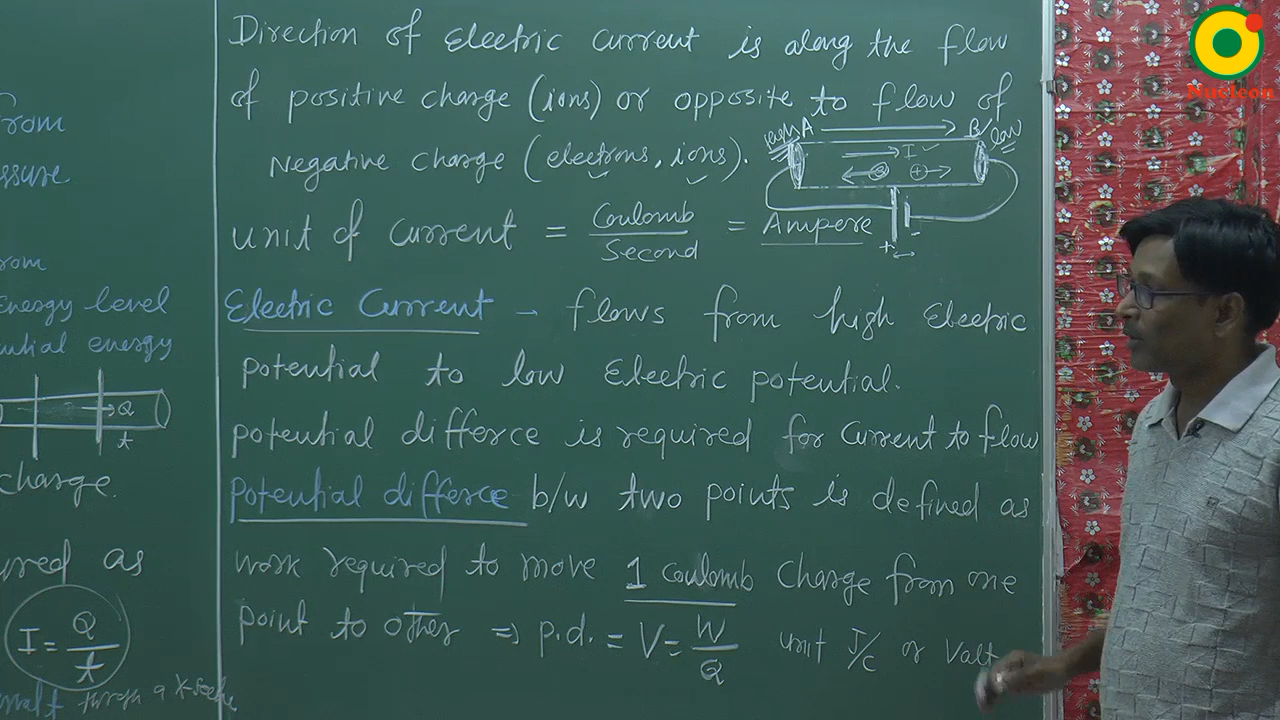 from
ssure
rom
Energy level
ntial energy
Q
t
charge.
ured as
I = Q/t
through a
Direction of Electric Current is along the flow
of positive charge (ions) or opposite to flow of
Negative charge (electrons, ions).
unit of current = Coulomb/Second = Ampere
A B low
I
+
+ -
Electric Current → flows from high Electric
potential to low Electric potential.
potential differce is required for current to flow
Potential differce b/w two points is defined as
work required to move 1 Coulomb Charge from one
point to other ⇒ p.d. = V = W/Q unit J/C or Valt
Nucleon